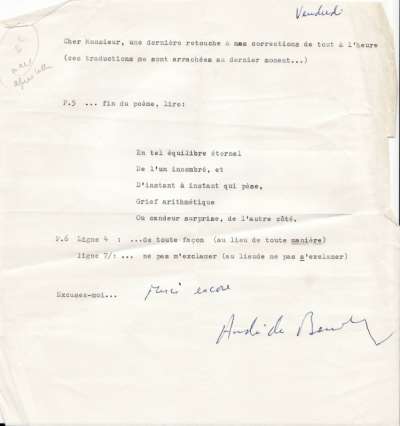 Vendredi
Cher Monsieur, une dernière retouche à mes corrections de tout à l'heure
(ces traductions me sont arrachées au dernier moment...)
P.5 ... fin du poème, lire:
En tel équilibre éternel
De l'un innombré, et
D'instant à instant qui pèse,
Grief arithmétique
Ou candeur surprise, de l'autre côté.
P.6 Ligne 4 : ...de toute façon (au lieu de toute manière)
ligne 7/: ... ne pas m'exclamer (au lieude ne pas s'exclamer)
Excusez-moi... Merci encore